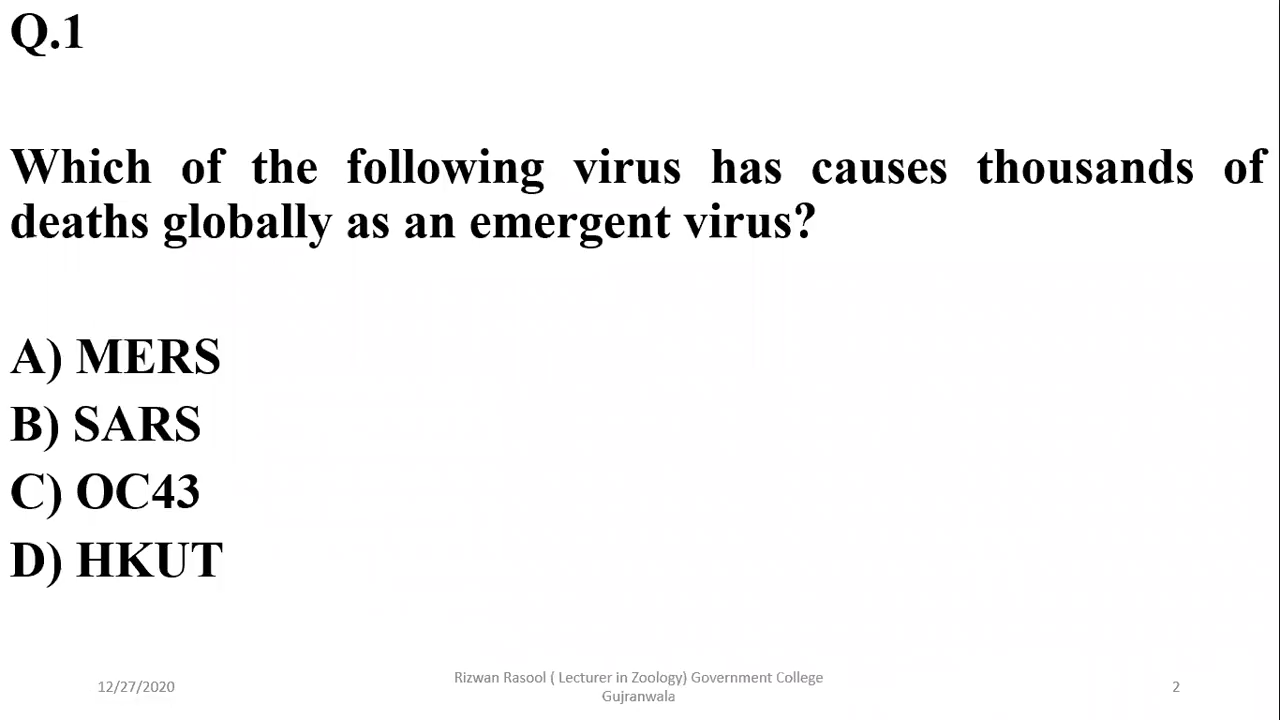 Q.1
Which of the following virus has causes thousands of
deaths globally as an emergent virus?
A) MERS
B) SARS
C) OC43
D) HKUT
12/27/2020
Rizwan Rasool ( Lecturer in Zoology) Government College
Gujranwala
2